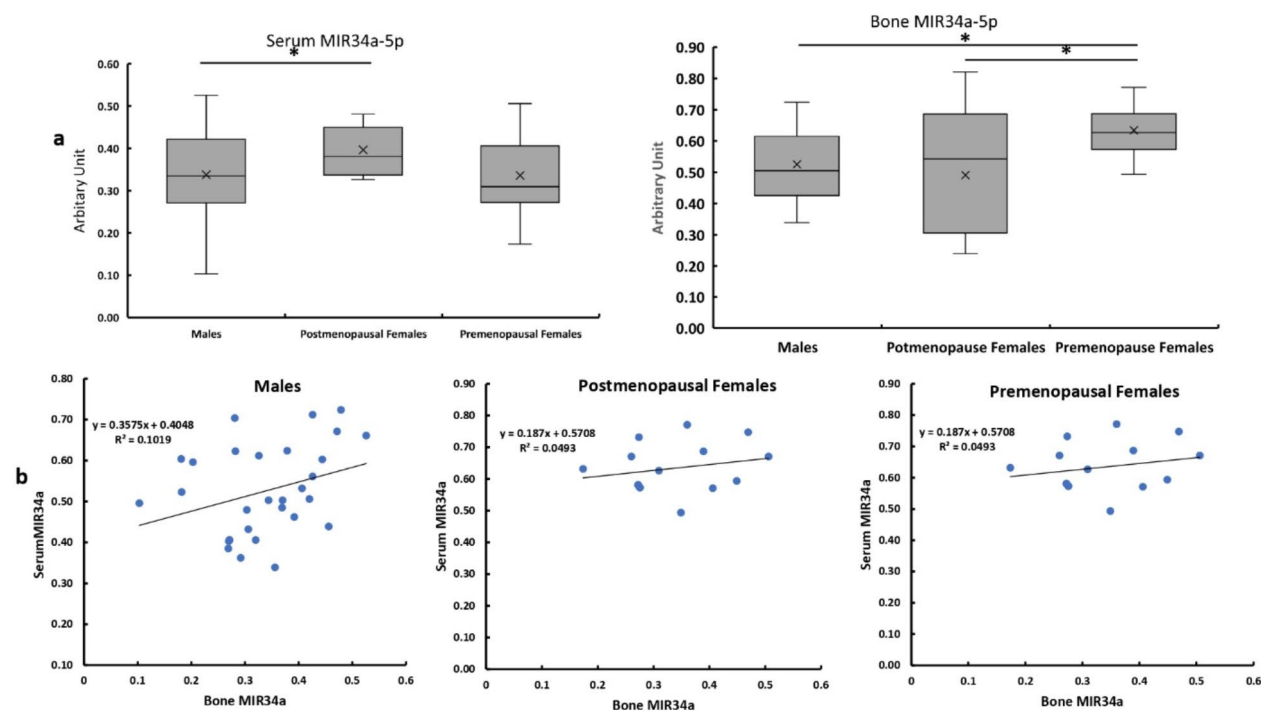 Serum MIR34a-5p
*
0.60
0.50
0.40
0.30
0.20
0.10
0.00
Arbitary Unit
Males
Postmenopausal Females
Premenopausal Females
a
Bone MIR34a-5p
*
*
0.90
0.80
0.70
0.60
0.50
0.40
0.30
0.20
0.10
0.00
Arbitrary Unit
Males
Potmenopause Females
Premenopause Females
b
Males
y = 0.3575x + 0.4048
R² = 0.1019
0.80
0.70
0.60
0.50
0.40
0.30
0.20
0.10
SerumMIR34a
0
0.1
0.2
0.3
0.4
0.5
0.6
Bone MIR34a
Postmenopausal Females
y = 0.187x + 0.5708
R² = 0.0493
0.90
0.80
0.70
0.60
0.50
0.40
0.30
0.20
0.10
0.00
Serum MIR34a
0
0.1
0.2
0.3
0.4
0.5
0.6
Bone MIR34a
Premenopausal Females
y = 0.187x + 0.5708
R² = 0.0493
0.90
0.80
0.70
0.60
0.50
0.40
0.30
0.20
0.10
0.00
Serum MIR34a
0
0.1
0.2
0.3
0.4
0.5
0.6
Bone MIR34a